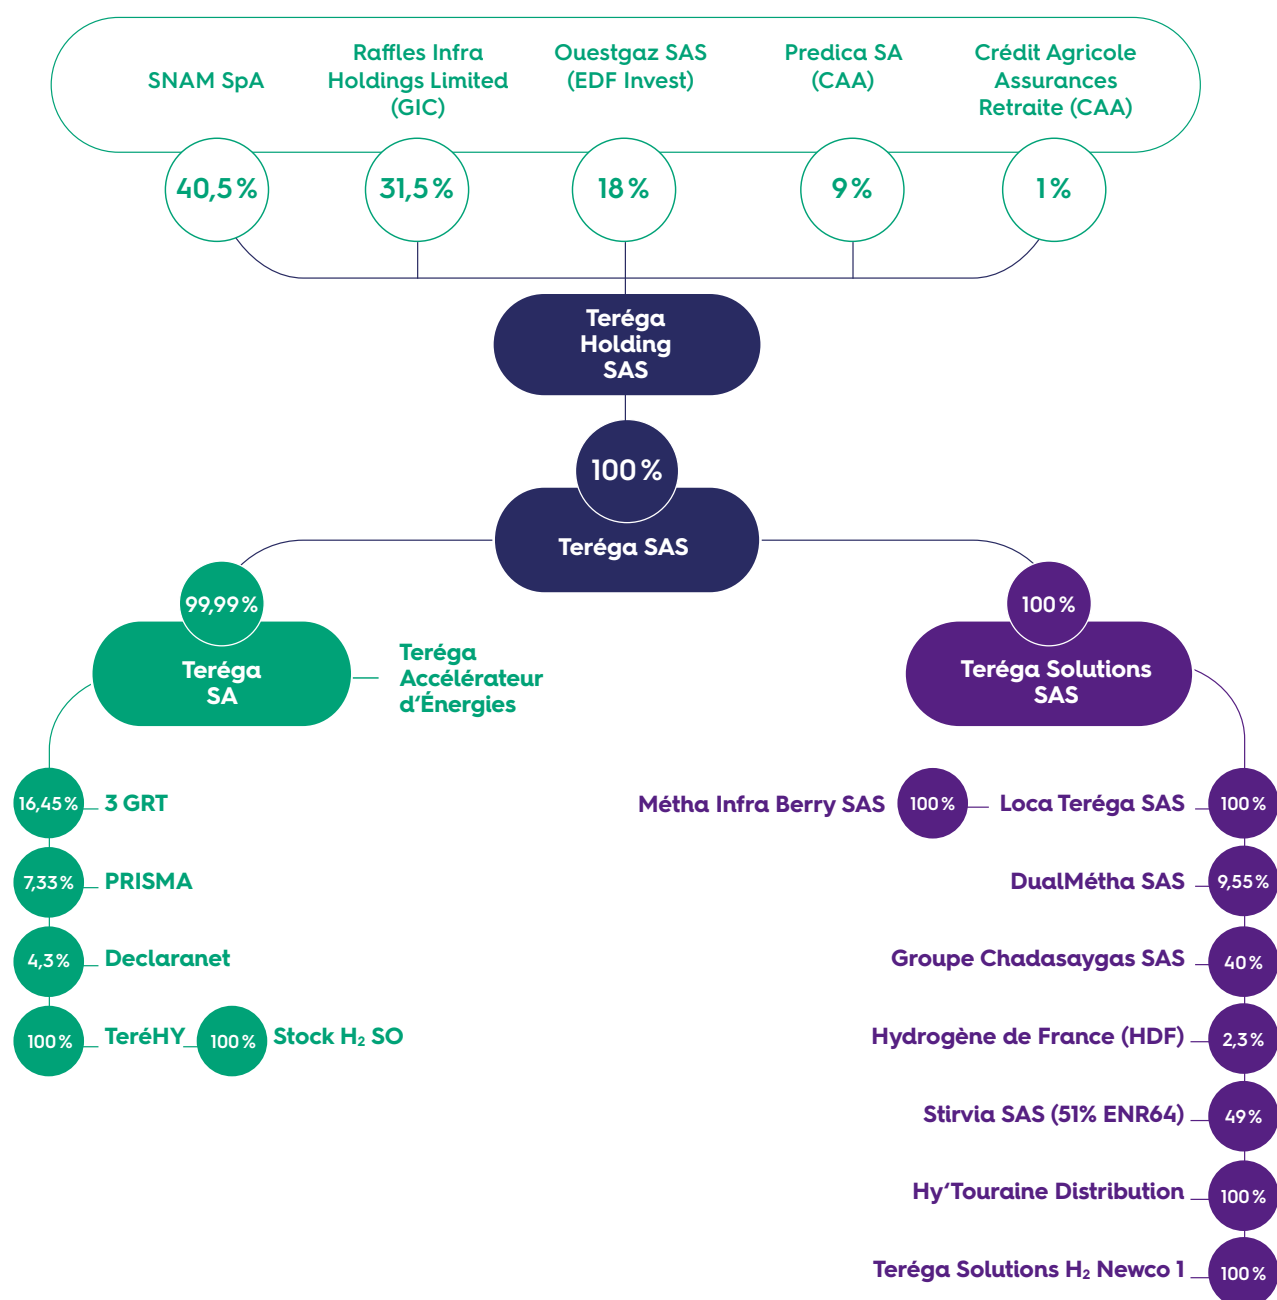 SNAM SpA
Raffles Infra
Holdings Limited
(GIC)
Ouestgaz SAS
(EDF Invest)
Predica SA
(CAA)
Crédit Agricole
Assurances
Retraite (CAA)
40,5 %
31,5 %
18 %
9 %
1 %
Teréga
Holding
SAS
100 %
Teréga SAS
99,99 %
Teréga
SA
Teréga
Accélérateur
d‘Énergies
100 %
Teréga Solutions
SAS
16,45 %
3 GRT
7,33 %
PRISMA
4,3 %
Declaranet
100 %
TeréHY
100 %
Stock H₂ SO
Métha Infra Berry SAS
100 %
Loca Teréga SAS
100 %
DualMétha SAS
9,55 %
Groupe Chadasaygas SAS
40 %
Hydrogène de France (HDF)
2,3 %
Stirvia SAS (51% ENR64)
49 %
Hy‘Touraine Distribution
100 %
Teréga Solutions H₂ Newco 1
100 %